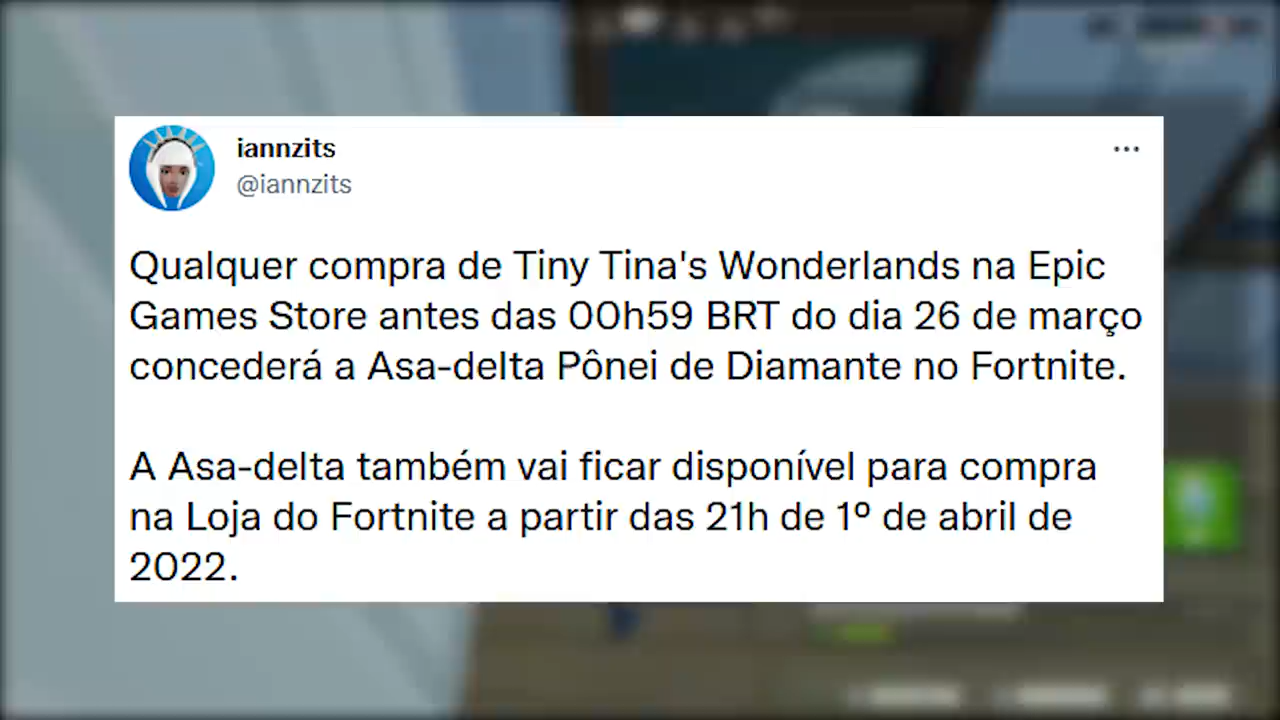 iannzits
@iannzits
Qualquer compra de Tiny Tina's Wonderlands na Epic
Games Store antes das 00h59 BRT do dia 26 de março
concederá a Asa-delta Pônei de Diamante no Fortnite.
A Asa-delta também vai ficar disponível para compra
na Loja do Fortnite a partir das 21h de 1º de abril de
2022.